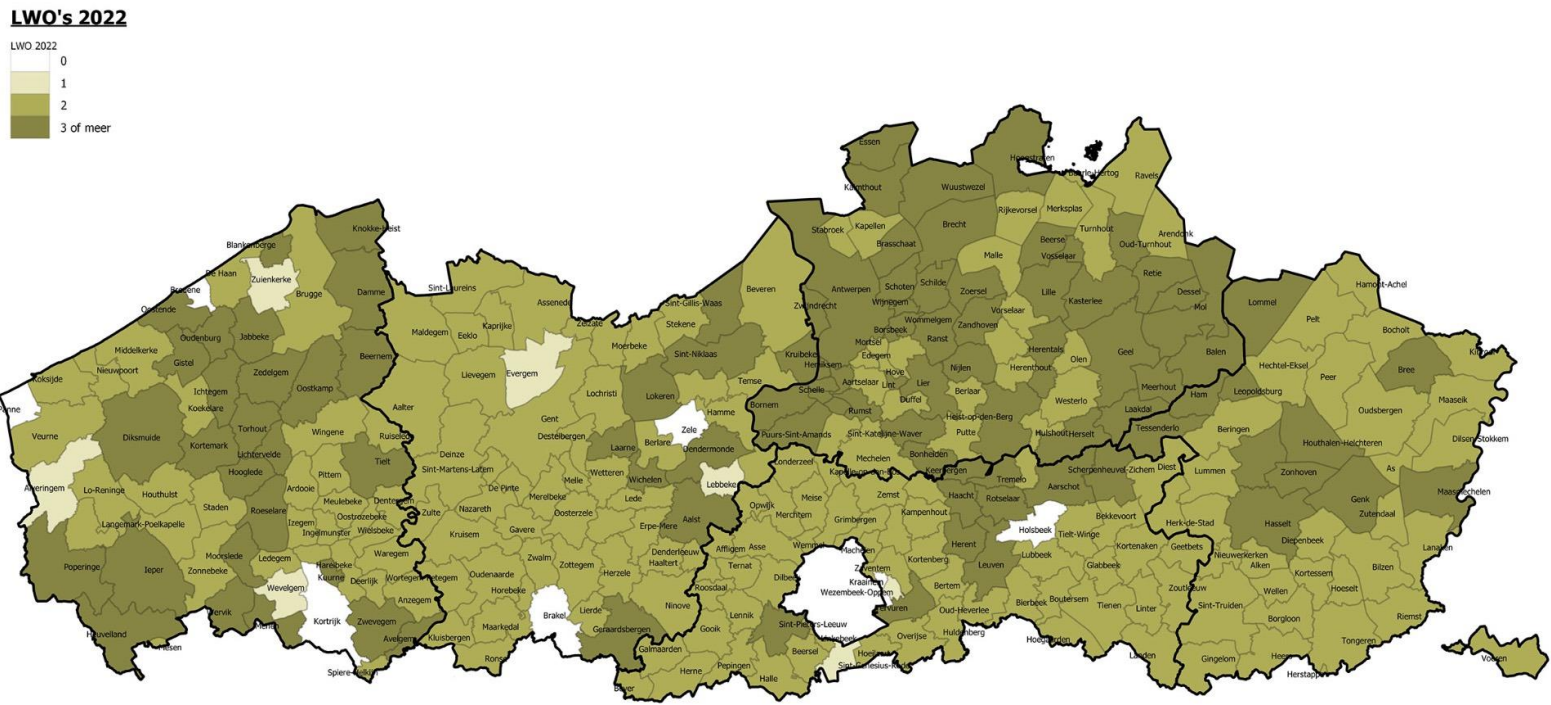 LWO's 2022
LWO 2022
0
1
2
3 of meer
Essen
Hoogstraten
Baarle-Hertog
Ravels
Kalmthout
Wuustwezel
Rijkevorsel
Merksplas
Knokke-Heist
Stabroek
Kapellen
Brecht
Turnhout
Arendonk
Blankenberge
Brasschaat
Beerse
Oud-Turnhout
Vosselaar
Malle
De Haan
Zuienkerke
Retie
Bredene
Brugge
Damme
Sint-Laureins
Beveren
Antwerpen
Schoten
Schilde
Zoersel
Lille
Dessel
Hamont-Achel
Oostende
Assenede
Sint-Gillis-Waas
Zwijndrecht
Wijnegem
Kasterlee
Mol
Lommel
Vorselaar
Pelt
Oudenburg
Jabbeke
Maldegem
Eeklo
Kaprijke
Zelzate
Stekene
Borsbeek
Wommelgem
Zandhoven
Bocholt
Middelkerke
Moerbeke
Mortsel
Ranst
Gistel
Beernem
Sint-Niklaas
Kruibeke
Edegem
Herentals
Geel
Balen
Koksijde
Nieuwpoort
Zedelgem
Lievegem
Evergem
Hemiksem
Hove
Nijlen
Herenthout
Olen
Hechtel-Eksel
Peer
Bree
Ichtegem
Oostkamp
Lochristi
Lokeren
Temse
Aartselaar
Lint
Lier
Meerhout
Schelle
Berlaar
Leopoldsburg
Ham
Koekelare
Aalter
Bornem
Rumst
Duffel
Westerlo
Laakdal
Oudsbergen
Maaseik
Hamme
Gent
Heist-op-den-Berg
Veurne
Diksmuide
Torhout
Wingene
Ruiselede
Destelbergen
Zele
Puurs-Sint-Amands
Sint-Katelijne-Waver
Putte
Hulshout
Herselt
Tessenderlo
Beringen
Dilsen-Stokkem
Kortemark
Lichtervelde
Tielt
Deinze
Laarne
Berlare
Dendermonde
Mechelen
Bonheiden
Houthalen-Helchteren
Hooglede
Sint-Martens-Latem
Melle
Wetteren
Wichelen
Londerzeel
Kapelle-op-den-Bos
Keerbergen
Tremelo
Scherpenheuvel-Zichem
Diest
Lummen
Zonhoven
As
Alveringem
Lo-Reninge
Houthulst
Pittem
Ardooie
De Pinte
Lebbeke
Aarschot
Maasmechelen
Staden
Meulebeke
Dentergem
Merelbeke
Lede
Meise
Zemst
Haacht
Rotselaar
Genk
Roeselare
Oostrozebeke
Zulte
Nazareth
Oosterzele
Aalst
Opwijk
Merchtem
Grimbergen
Kampenhout
Bekkevoort
Zutendaal
Langemark-Poelkapelle
Izegem
Ingelmunster
Wielsbeke
Gavere
Erpe-Mere
Holsbeek
Tielt-Winge
Herk-de-Stad
Hasselt
Kruisem
Diepenbeek
Moorslede
Ledegem
Waregem
Zwalm
Denderleeuw
Haaltert
Affligem
Asse
Wemmel
Machelen
Herent
Lubbeek
Kortenaken
Geetbets
Nieuwerkerken
Lanaken
Poperinge
Ieper
Zonnebeke
Harelbeke
Zottegem
Ternat
Zaventem
Kortenberg
Leuven
Glabbeek
Alken
Kortessem
Bilzen
Kuurne
Deerlijk
Wortegem-Petegem
Oudenaarde
Herzele
Dilbeek
Kraainem
Wevelgem
Horebeke
Roosdaal
Wezembeek-Oppem
Bertem
Zoutleeuw
Wellen
Hoeselt
Anzegem
Lierde
Ninove
Tervuren
Oud-Heverlee
Bierbeek
Boutersem
Tienen
Linter
Sint-Truiden
Wervik
Kortrijk
Zwevegem
Brakel
Lennik
Borgloon
Riemst
Menen
Maarkedal
Geraardsbergen
Gooik
Sint-Pieters-Leeuw
Heuvelland
Avelgem
Kluisbergen
Overijse
Huldenberg
Hoegaarden
Tongeren
Mesen
Galmaarden
Beersel
Hoeilaart
Landen
Gingelom
Heers
Voeren
Ronse
Pepingen
Sint-Genesius-Rode
Spiere-Helkijn
Herne
Halle
Herstappe
Bever